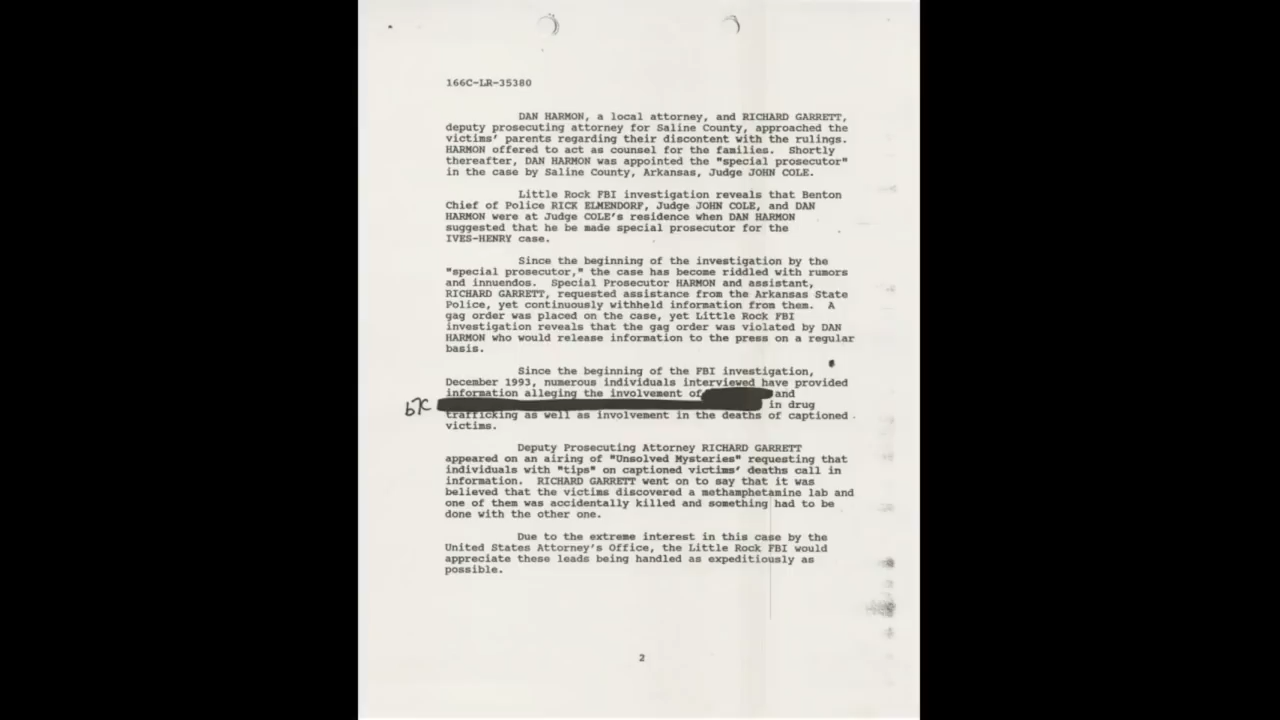 166C-LR-35380
DAN HARMON, a local attorney, and RICHARD GARRETT,
deputy prosecuting attorney for Saline County, approached the
victims' parents regarding their discontent with the rulings.
HARMON offered to act as counsel for the families. Shortly
thereafter, DAN HARMON was appointed the "special prosecutor"
in the case by Saline County, Arkansas, Judge JOHN COLE.
Little Rock FBI investigation reveals that Benton
Chief of Police RICK ELMENDORF, Judge JOHN COLE, and DAN
HARMON were at Judge COLE's residence when DAN HARMON
suggested that he be made special prosecutor for the
IVES-HENRY case.
Since the beginning of the investigation by the
"special prosecutor," the case has become riddled with rumors
and innuendos. Special Prosecutor HARMON and assistant,
RICHARD GARRETT, requested assistance from the Arkansas State
Police, yet continuously withheld information from them. A
gag order was placed on the case, yet Little Rock FBI
investigation reveals that the gag order was violated by DAN
HARMON who would release information to the press on a regular
basis.
Since the beginning of the FBI investigation,
December 1993, numerous individuals interviewed have provided
information alleging the involvement of and
b7C in drug
trafficking as well as involvement in the deaths of captioned
victims.
Deputy Prosecuting Attorney RICHARD GARRETT
appeared on an airing of "Unsolved Mysteries" requesting that
individuals with "tips" on captioned victims' deaths call in
information. RICHARD GARRETT went on to say that it was
believed that the victims discovered a methamphetamine lab and
one of them was accidentally killed and something had to be
done with the other one.
Due to the extreme interest in this case by the
United States Attorney's Office, the Little Rock FBI would
appreciate these leads being handled as expeditiously as
possible.
2